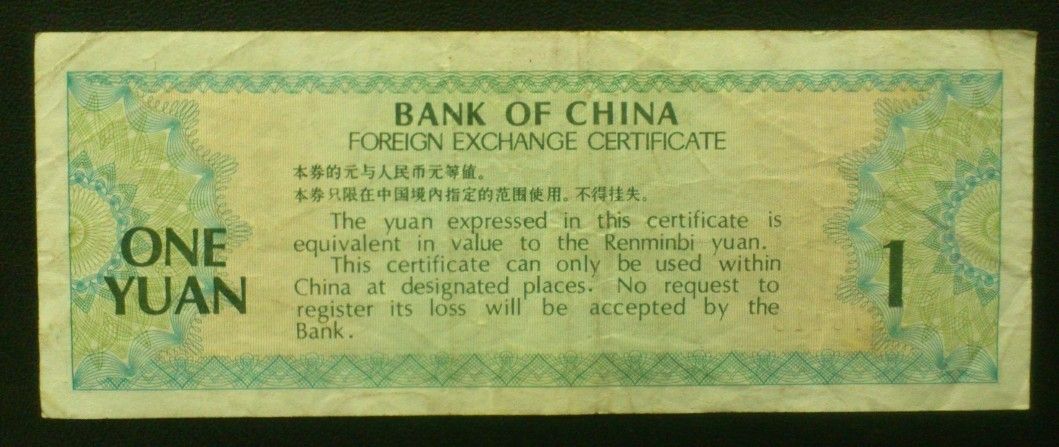 BANK OF CHINA
FOREIGN EXCHANGE CERTIFICATE
本券的元与人民币元等值。
本券只限在中国境内指定的范围使用。不得挂失。
The yuan expressed in this certificate is
equivalent in value to the Renminbi yuan.
This certificate can only be used within
China at designated places. No request to
register its loss will be accepted by the
Bank.
ONE
YUAN
1